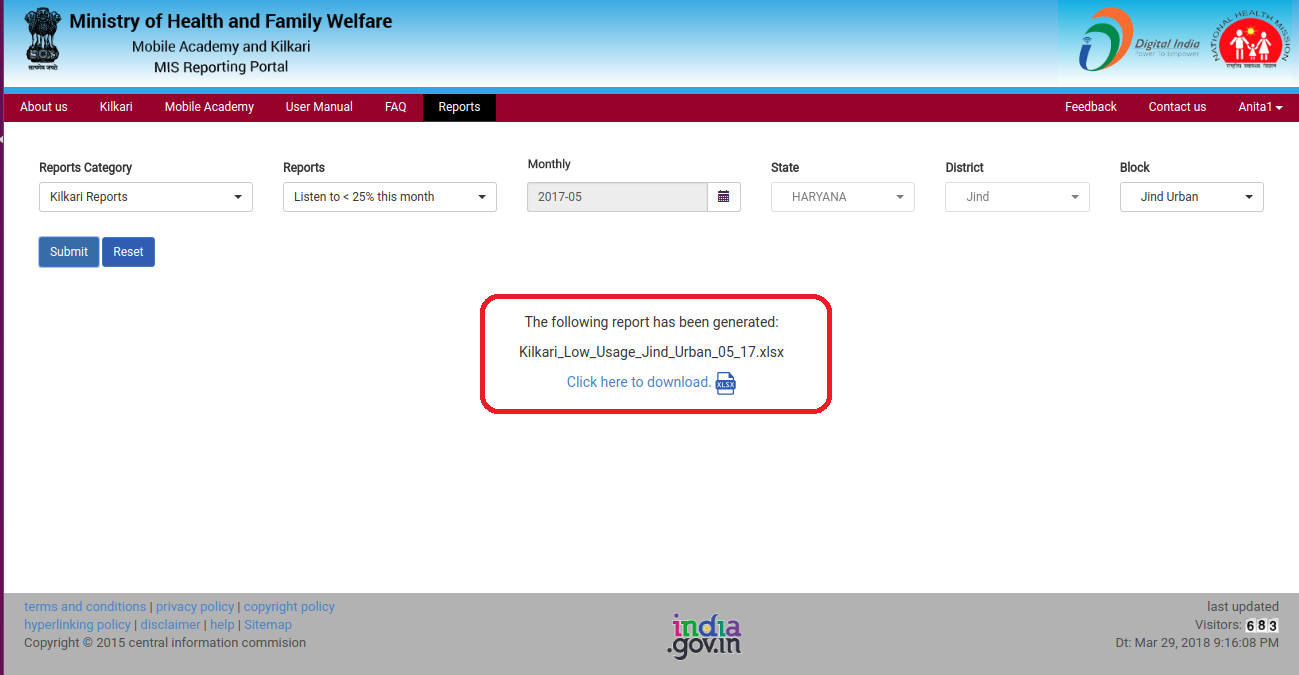 Ministry of Health and Family Welfare
Mobile Academy and Kilkari
MIS Reporting Portal
सत्यमेव जयते
Digital India
Power To Empower
NATIONAL HEALTH MISSION
राष्ट्रीय स्वास्थ्य मिशन
About us Kilkari Mobile Academy User Manual FAQ Reports Feedback Contact us Anita1
Reports Category Reports Monthly State District Block
Kilkari Reports Listen to < 25% this month 2017-05 HARYANA Jind Jind Urban
Submit Reset
The following report has been generated:
Kilkari_Low_Usage_Jind_Urban_05_17.xlsx
Click here to download. XLSX
terms and conditions | privacy policy | copyright policy
hyperlinking policy | disclaimer | help | Sitemap
Copyright © 2015 central information commision
india
.gov.in
last updated
Visitors: 683
Dt: Mar 29, 2018 9:16:08 PM